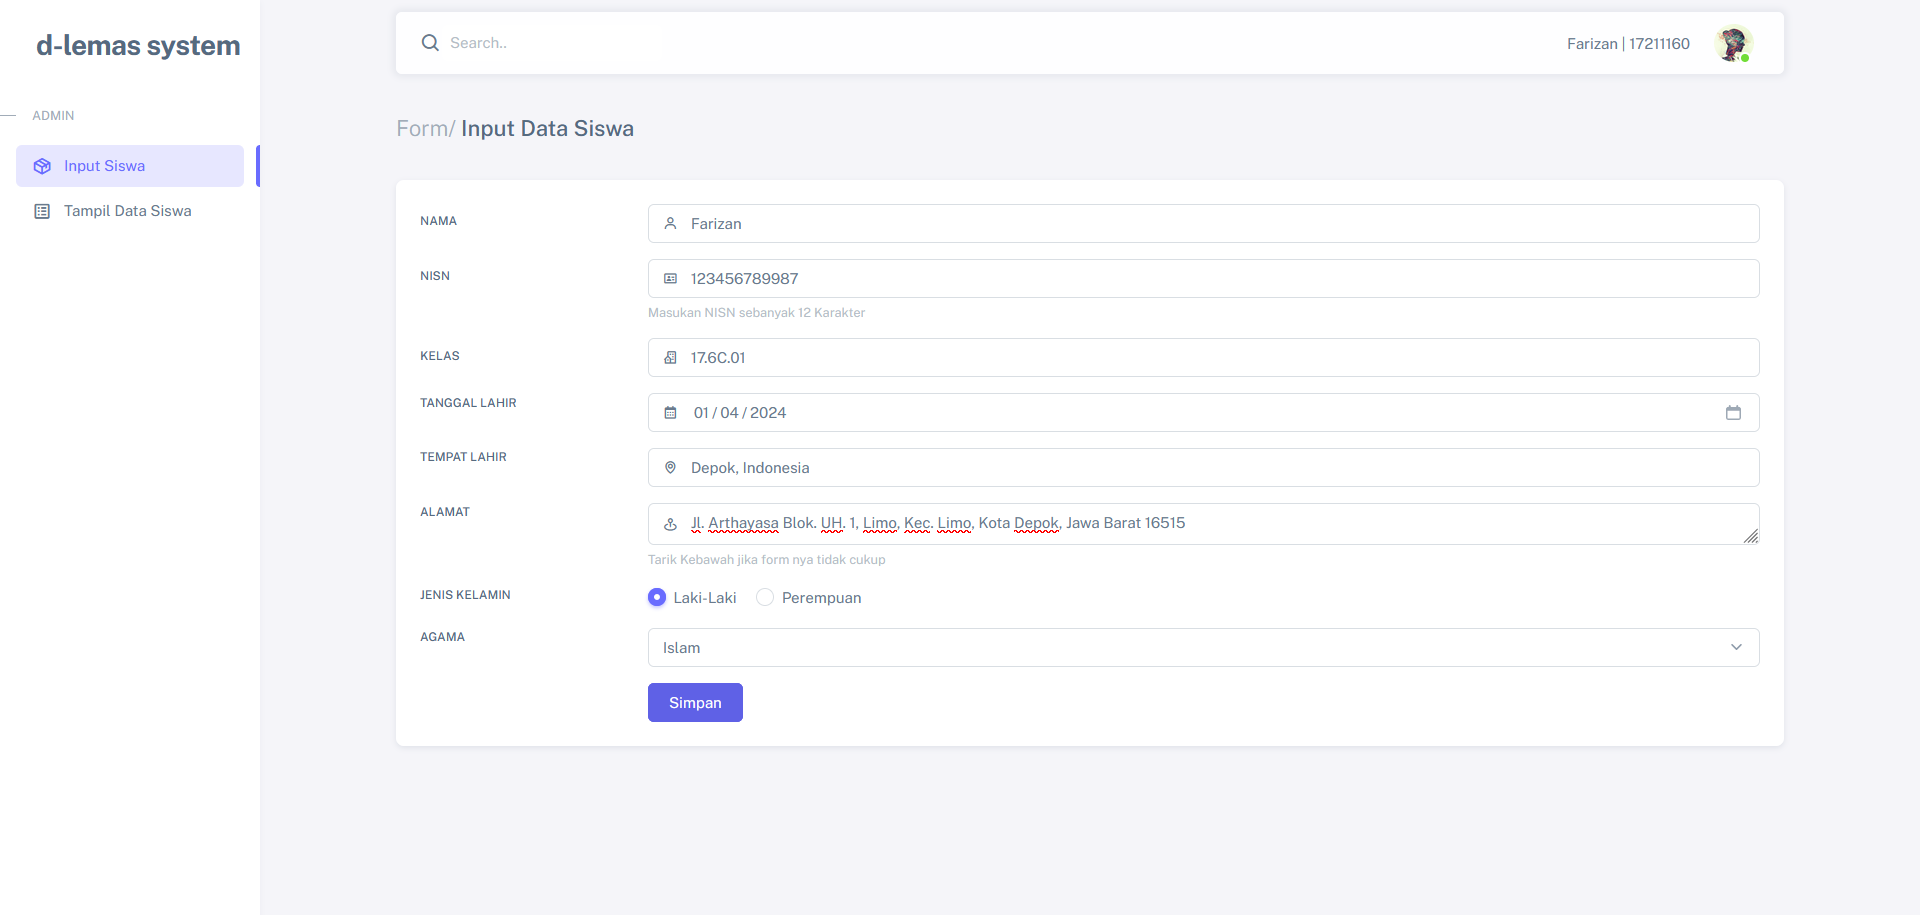 d-lemas system
Search..
Farizan | 17211160
ADMIN
Input Siswa
Tampil Data Siswa
Form/ Input Data Siswa
NAMA
Farizan
NISN
123456789987
Masukan NISN sebanyak 12 Karakter
KELAS
17.6C.01
TANGGAL LAHIR
01 / 04 / 2024
TEMPAT LAHIR
Depok, Indonesia
ALAMAT
Jl. Arthayasa Blok. UH. 1, Limo, Kec. Limo, Kota Depok, Jawa Barat 16515
Tarik Kebawah jika form nya tidak cukup
JENIS KELAMIN
Laki-Laki
Perempuan
AGAMA
Islam
Simpan